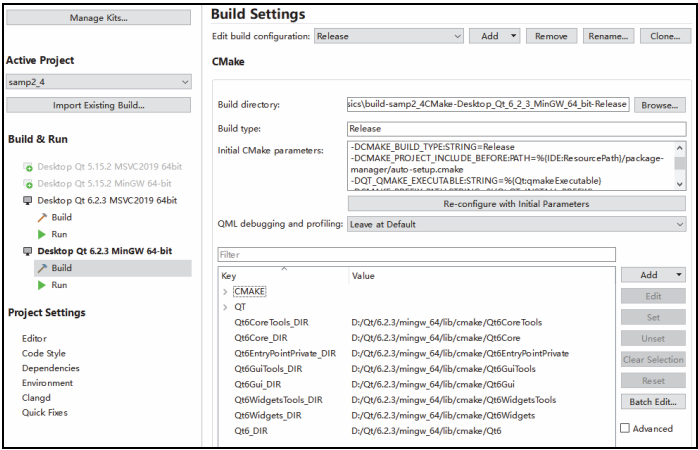 Manage Kits...
Active Project
samp2_4
Import Existing Build...
Build & Run
Desktop Qt 5.15.2 MSVC2019 64bit
Desktop Qt 5.15.2 MinGW 64-bit
Desktop Qt 6.2.3 MSVC2019 64bit
Build
Run
Desktop Qt 6.2.3 MinGW 64-bit
Build
Run
Project Settings
Editor
Code Style
Dependencies
Environment
Clangd
Quick Fixes
Build Settings
Edit build configuration: Release Add Remove Rename... Clone...
CMake
Build directory: sics\build-samp2_4CMake-Desktop_Qt_6_2_3_MinGW_64_bit-Release Browse...
Build type: Release
Initial CMake parameters: -DCMAKE_BUILD_TYPE:STRING=Release
-DCMAKE_PROJECT_INCLUDE_BEFORE:PATH=%{IDE:ResourcePath}/package-
manager/auto-setup.cmake
-DQT_QMAKE_EXECUTABLE:STRING=%{Qt:qmakeExecutable}
Re-configure with Initial Parameters
QML debugging and profiling: Leave at Default
Filter
Key Value
CMAKE
QT
Qt6CoreTools_DIR D:/Qt/6.2.3/mingw_64/lib/cmake/Qt6CoreTools
Qt6Core_DIR D:/Qt/6.2.3/mingw_64/lib/cmake/Qt6Core
Qt6EntryPointPrivate_DIR D:/Qt/6.2.3/mingw_64/lib/cmake/Qt6EntryPointPrivate
Qt6GuiTools_DIR D:/Qt/6.2.3/mingw_64/lib/cmake/Qt6GuiTools
Qt6Gui_DIR D:/Qt/6.2.3/mingw_64/lib/cmake/Qt6Gui
Qt6WidgetsTools_DIR D:/Qt/6.2.3/mingw_64/lib/cmake/Qt6WidgetsTools
Qt6Widgets_DIR D:/Qt/6.2.3/mingw_64/lib/cmake/Qt6Widgets
Qt6_DIR D:/Qt/6.2.3/mingw_64/lib/cmake/Qt6
Add
Edit
Set
Unset
Clear Selection
Reset
Batch Edit...
Advanced